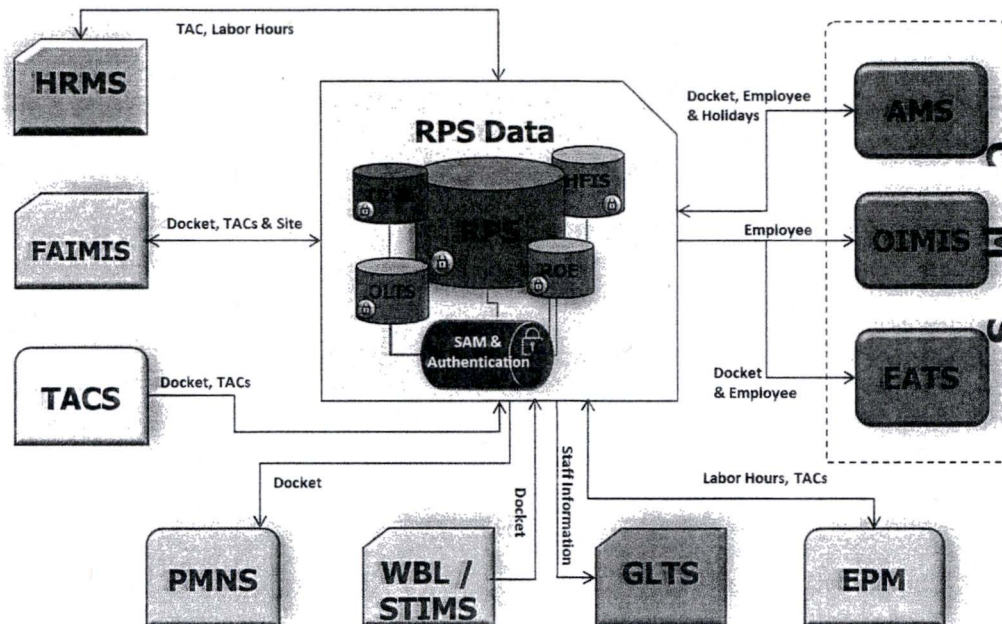 TAC, Labor Hours
HRMS
RPS Data
HFIS
RPS
OLTS
ROE
SAM &
Authentication
FAIMIS
Docket, TACs & Site
TACS
Docket, TACs
Docket, Employee
& Holidays
AMS
Employee
OIMIS
Docket
& Employee
EATS
Docket
PMNS
Docket
WBL /
STIMS
Staff Information
GLTS
Labor Hours, TACs
EPM